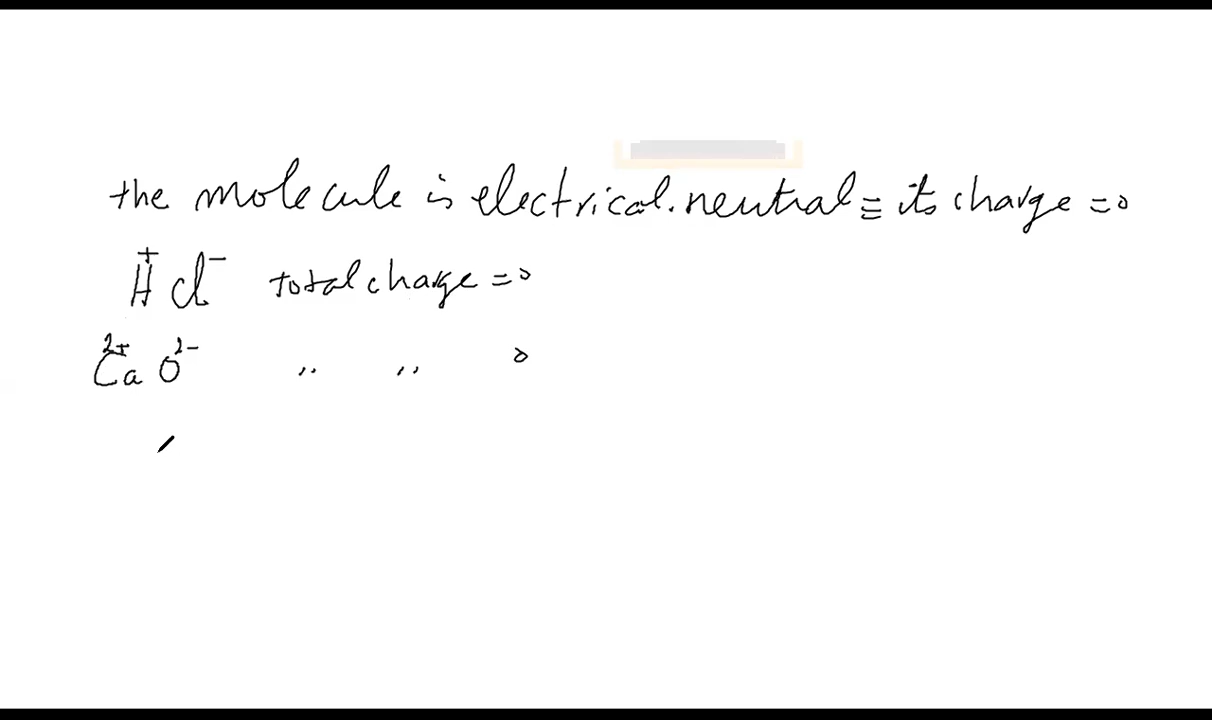 the molecule is electrical.neutral ≡ its charge = 0
H⁺ Cl⁻ total charge = 0
Ca²⁺ O²⁻ ,, ,, 0